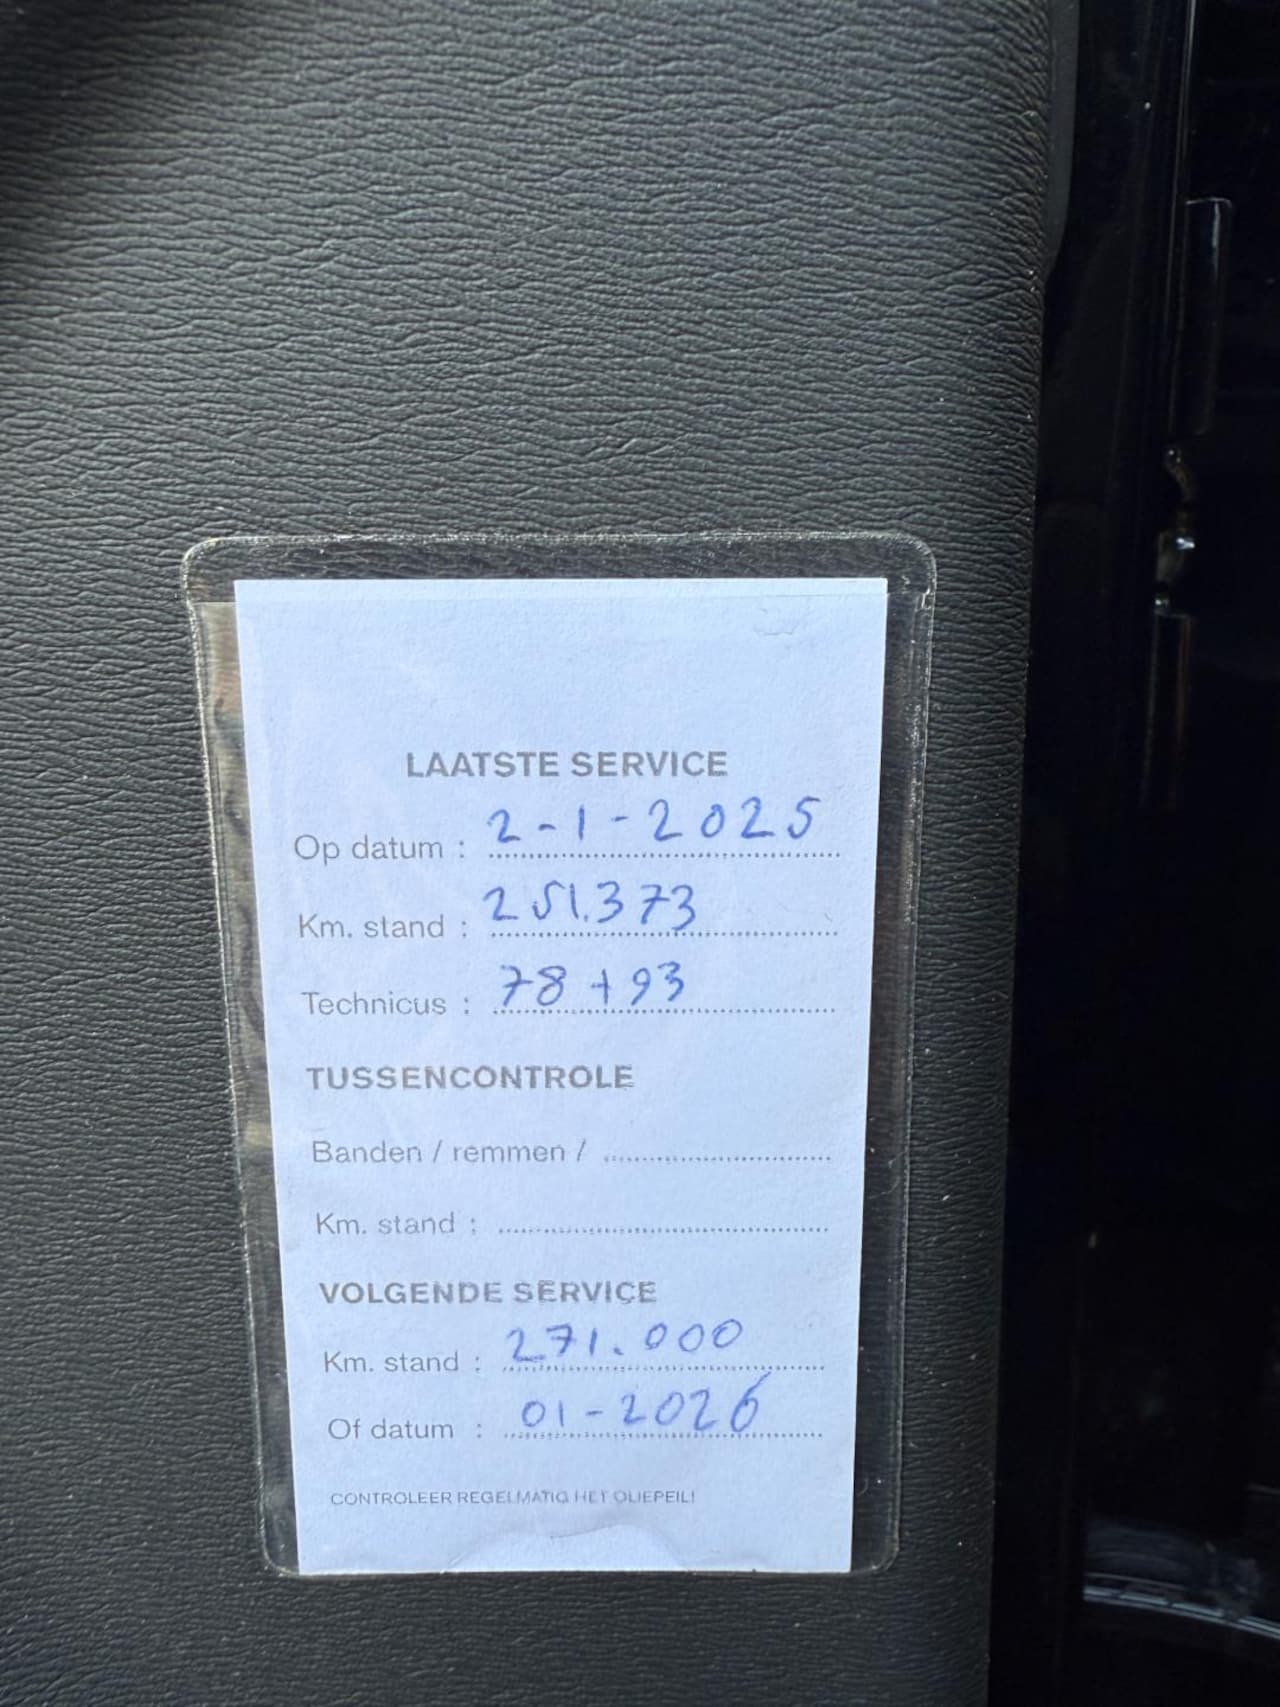 LAATSTE SERVICE
Op datum : 2-1-2025
Km. stand : 251.373
Technicus : 78+93
TUSSENCONTROLE
Banden / remmen / ....................
Km. stand : ....................
VOLGENDE SERVICE
Km. stand : 271.000
Of datum : 01-2026
CONTROLEER REGELMATIG HET OLIEPEIL!